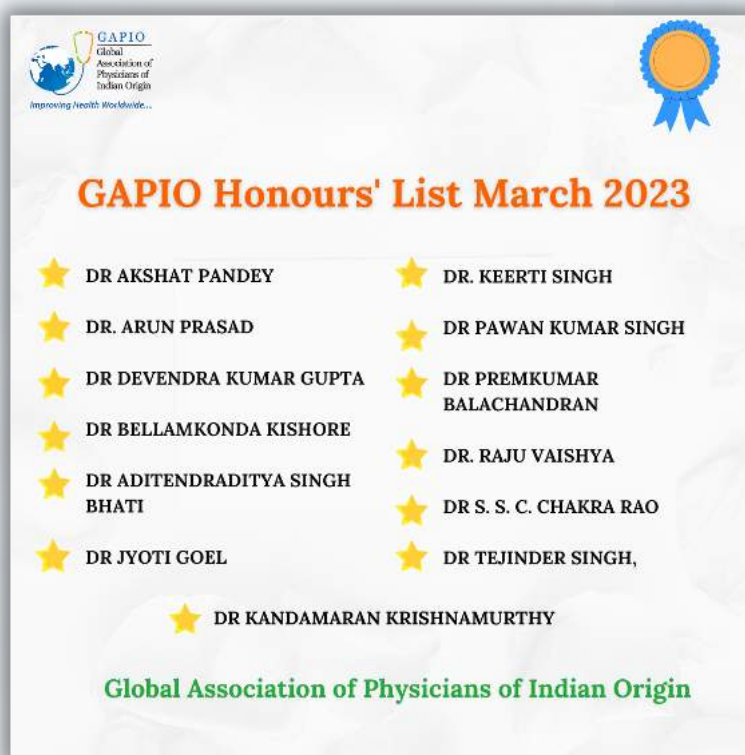 GAPIO
Global
Association of
Physicians of
Indian Origin
Improving Health Worldwide...
GAPIO Honours' List March 2023
DR AKSHAT PANDEY
DR. ARUN PRASAD
DR DEVENDRA KUMAR GUPTA
DR BELLAMKONDA KISHORE
DR ADITENDRADITYA SINGH
BHATI
DR JYOTI GOEL
DR. KEERTI SINGH
DR PAWAN KUMAR SINGH
DR PREMKUMAR
BALACHANDRAN
DR. RAJU VAISHYA
DR S. S. C. CHAKRA RAO
DR TEJINDER SINGH,
DR KANDAMARAN KRISHNAMURTHY
Global Association of Physicians of Indian Origin